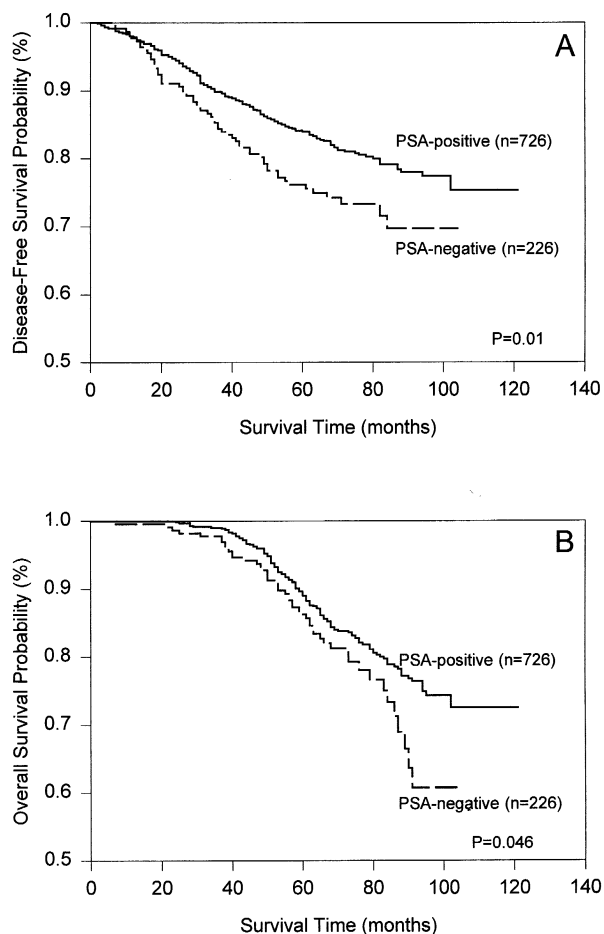 A
Disease-Free Survival Probability (%)
1.0
0.9
0.8
0.7
0.6
0.5
PSA-positive (n=726)
PSA-negative (n=226)
P=0.01
0 20 40 60 80 100 120 140
Survival Time (months)
B
Overall Survival Probability (%)
1.0
0.9
0.8
0.7
0.6
0.5
PSA-positive (n=726)
PSA-negative (n=226)
P=0.046
0 20 40 60 80 100 120 140
Survival Time (months)